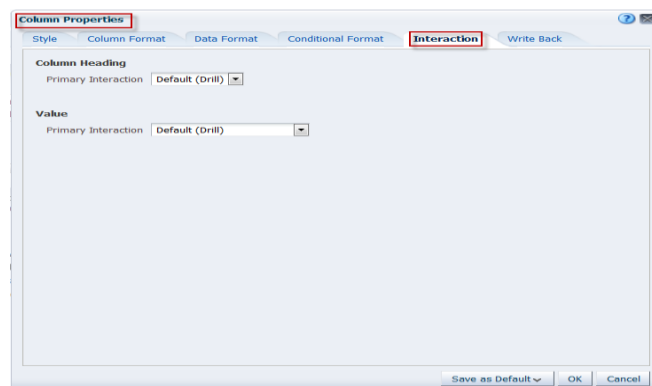 Column Properties
Style Column Format Data Format Conditional Format Interaction Write Back
Column Heading
Primary Interaction Default (Drill)
Value
Primary Interaction Default (Drill)
Save as Default OK Cancel